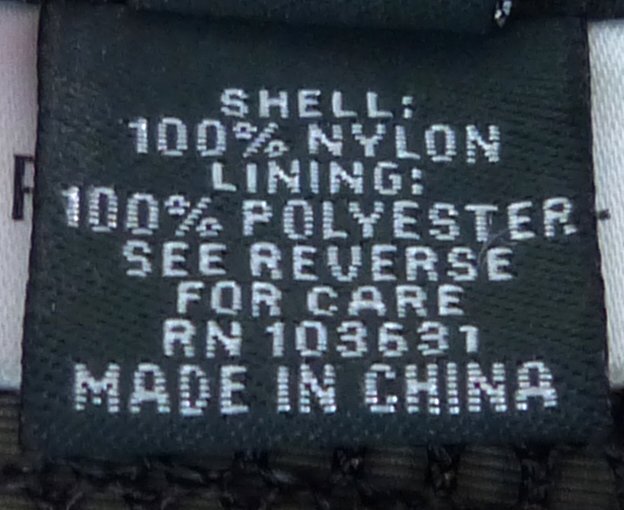 SHELL:
100% NYLON
LINING:
100% POLYESTER
SEE REVERSE
FOR CARE
RN 103631
MADE IN CHINA